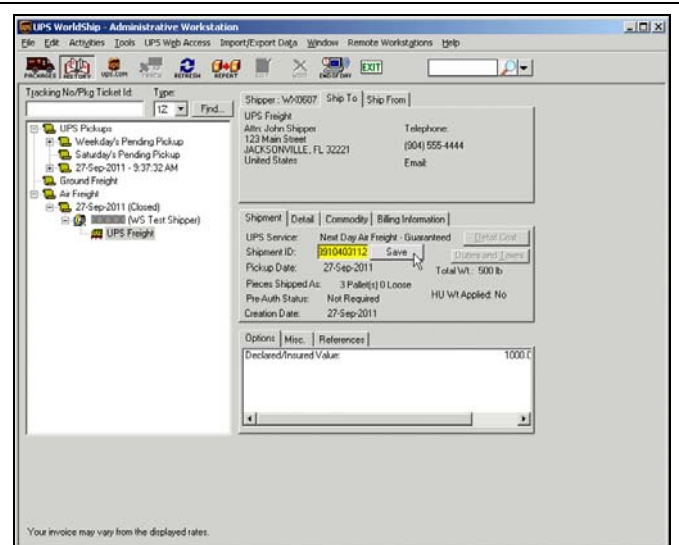 UPS WorldShip - Administrative Workstation
File Edit Activities Tools UPS Web Access Import/Export Data Window Remote Workstations Help
PACKAGES HISTORY UPS.COM TRACK REFRESH REPORT EDIT VOID END OF DAY EXIT
Tracking No/Pkg Ticket Id: Type:
1Z Find...
UPS Pickups
Weekday's Pending Pickup
Saturday's Pending Pickup
27-Sep-2011 - 9:37:32 AM
Ground Freight
Air Freight
27-Sep-2011 (Closed)
(WS Test Shipper)
UPS Freight
Shipper : WX0607 Ship To Ship From
UPS Freight
Attn: John Shipper Telephone:
123 Main Street (904) 555-4444
JACKSONVILLE, FL 32221
United States Email:
Shipment Detail Commodity Billing Information
UPS Service: Next Day Air Freight - Guaranteed Detail Cost
Shipment ID: 3910403112 Save Duties and Taxes
Pickup Date: 27-Sep-2011 Total Wt.: 500 lb
Pieces Shipped As: 3 Pallet(s) 0 Loose
Pre-Auth Status: Not Required HU Wt Applied: No
Creation Date: 27-Sep-2011
Options Misc. References
Declared/Insured Value: 1000.0
Your invoice may vary from the displayed rates.